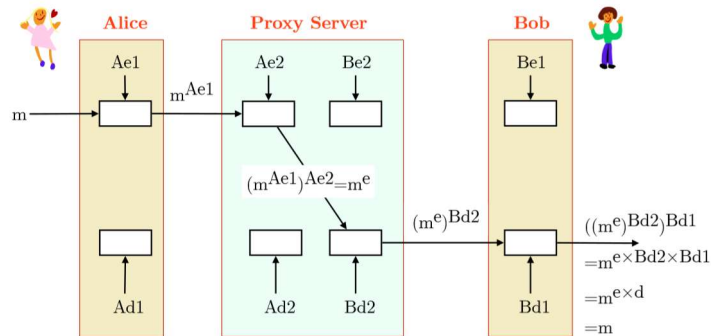 Alice
Proxy Server
Bob
Ae1
Ae2
Be2
Be1
m
m^Ae1
(m^Ae1)^Ae2=m^e
(m^e)^Bd2
((m^e)^Bd2)^Bd1
=m^e×Bd2×Bd1
=m^e×d
=m
Ad1
Ad2
Bd2
Bd1